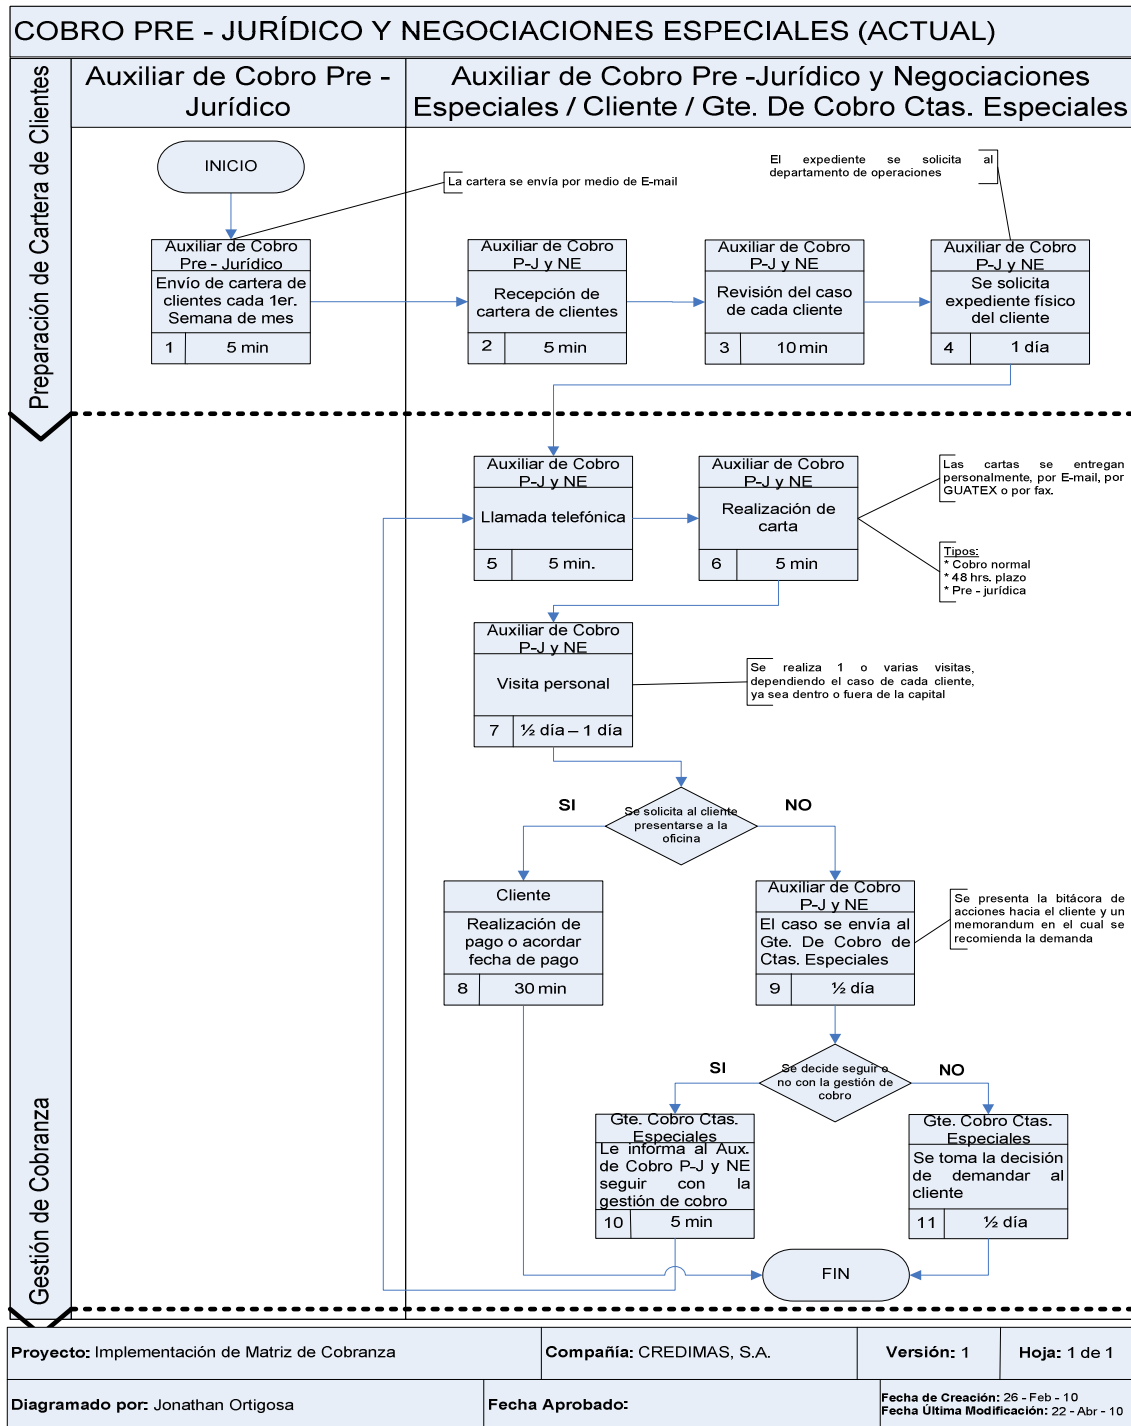 COBRO PRE - JURÍDICO Y NEGOCIACIONES ESPECIALES (ACTUAL)
Preparación de Cartera de Clientes
Auxiliar de Cobro Pre -
Jurídico
Auxiliar de Cobro Pre -Jurídico y Negociaciones
Especiales / Cliente / Gte. De Cobro Ctas. Especiales
INICIO
La cartera se envía por medio de E-mail
El expediente se solicita al
departamento de operaciones
Auxiliar de Cobro
Pre - Jurídico
Envío de cartera de
clientes cada 1er.
Semana de mes
1 5 min
Auxiliar de Cobro
P-J y NE
Recepción de
cartera de clientes
2 5 min
Auxiliar de Cobro
P-J y NE
Revisión del caso
de cada cliente
3 10 min
Auxiliar de Cobro
P-J y NE
Se solicita
expediente físico
del cliente
4 1 día
Gestión de Cobranza
Auxiliar de Cobro
P-J y NE
Llamada telefónica
5 5 min.
Auxiliar de Cobro
P-J y NE
Realización de
carta
6 5 min
Las cartas se entregan
personalmente, por E-mail, por
GUATEX o por fax.
Tipos:
* Cobro normal
* 48 hrs. plazo
* Pre - jurídica
Auxiliar de Cobro
P-J y NE
Visita personal
7 ½ día – 1 día
Se realiza 1 o varias visitas,
dependiendo el caso de cada cliente,
ya sea dentro o fuera de la capital
SI
Se solicita al cliente
presentarse a la
oficina
NO
Cliente
Realización de
pago o acordar
fecha de pago
8 30 min
Auxiliar de Cobro
P-J y NE
El caso se envía al
Gte. De Cobro de
Ctas. Especiales
9 ½ día
Se presenta la bitácora de
acciones hacia el cliente y un
memorandum en el cual se
recomienda la demanda
SI
Se decide seguir o
no con la gestión de
cobro
NO
Gte. Cobro Ctas.
Especiales
Le informa al Aux.
de Cobro P-J y NE
seguir con la
gestión de cobro
10 5 min
Gte. Cobro Ctas.
Especiales
Se toma la decisión
de demandar al
cliente
11 ½ día
FIN
Proyecto: Implementación de Matriz de Cobranza
Compañía: CREDIMAS, S.A.
Versión: 1
Hoja: 1 de 1
Diagramado por: Jonathan Ortigosa
Fecha Aprobado:
Fecha de Creación: 26 - Feb - 10
Fecha Última Modificación: 22 - Abr - 10